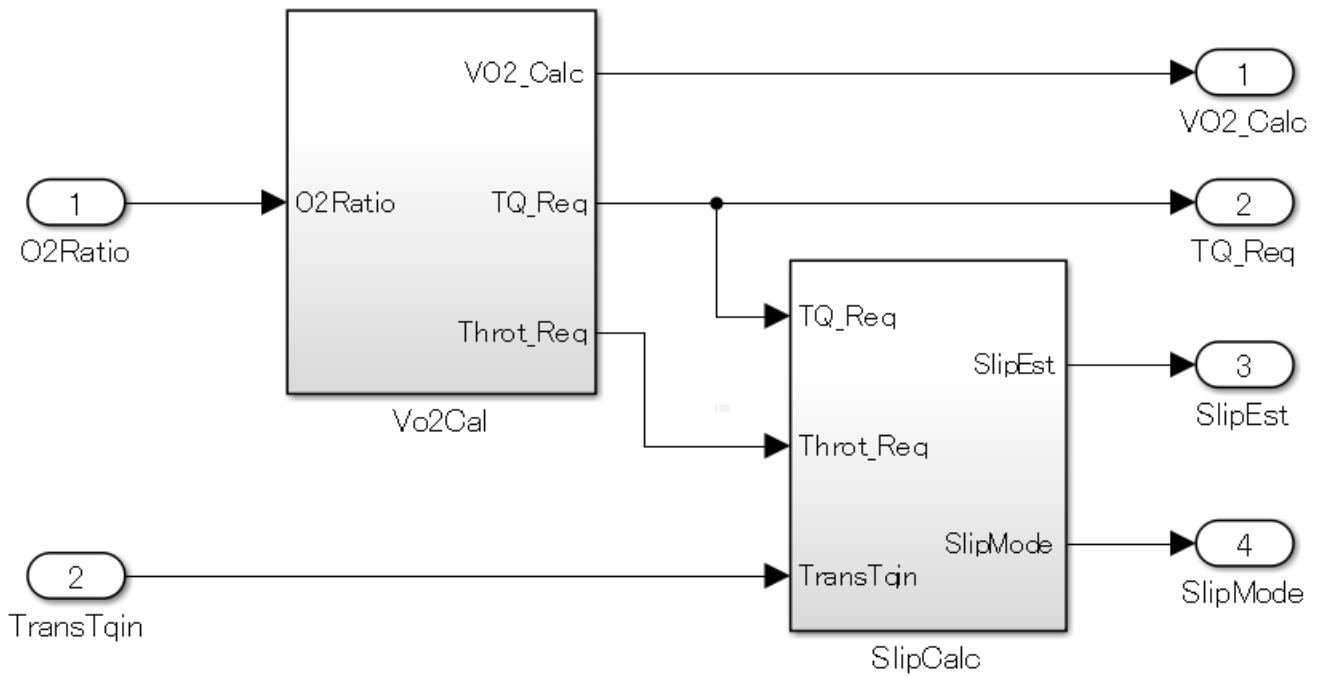 VO2_Calc
1
VO2_Calc
1
O2Ratio
O2Ratio
TQ_Req
2
TQ_Req
Throt_Req
Vo2Cal
TQ_Req
SlipEst
3
SlipEst
Throt_Req
SlipMode
4
SlipMode
2
TransTqin
TransTqin
SlipCalc